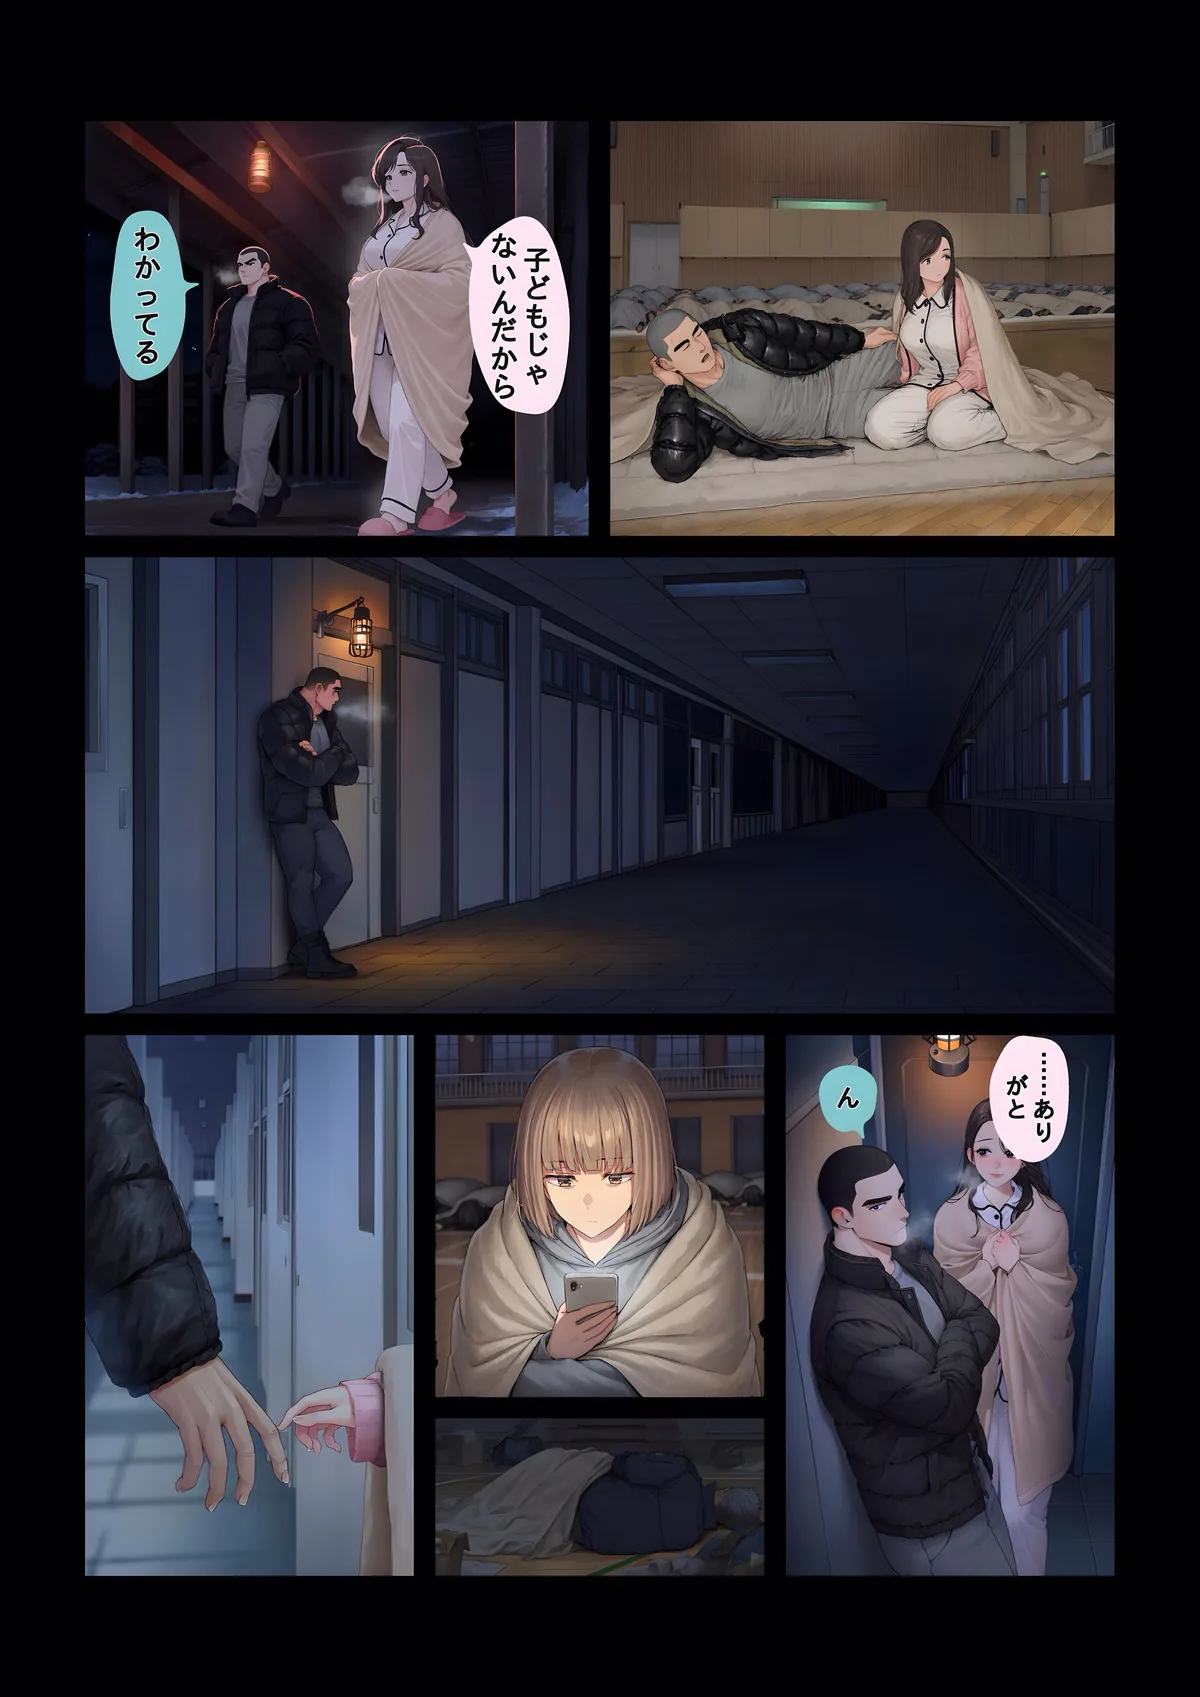 子どもじゃ
ないんだから
わかってる
……あり
がと
ん